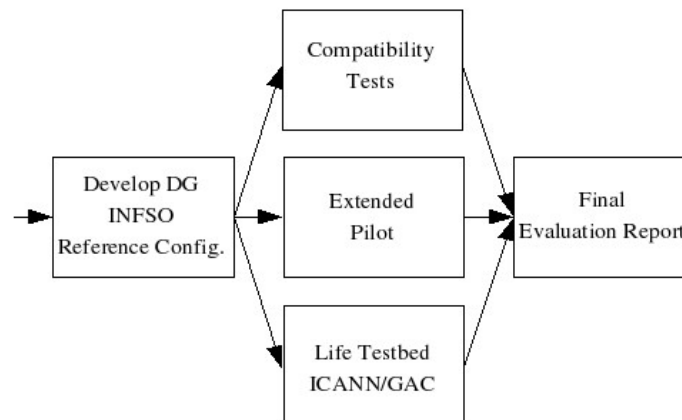 Compatibility
Tests
Develop DG
INFSO
Reference Config.
Extended
Pilot
Final
Evaluation Report
Life Testbed
ICANN/GAC